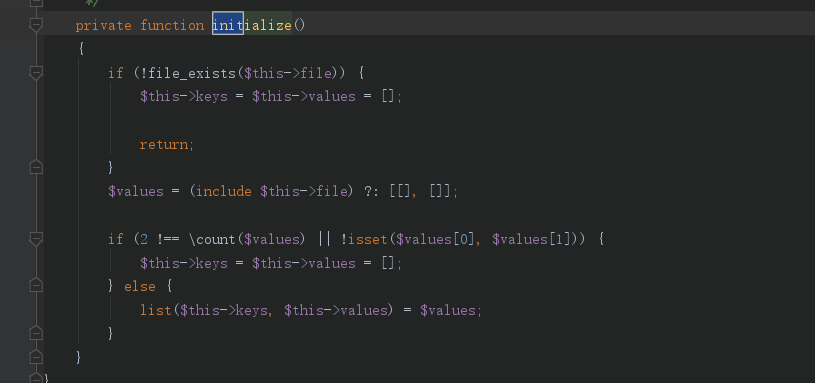 */
private function initialize()
{
if (!file_exists($this->file)) {
$this->keys = $this->values = [];
return;
}
$values = (include $this->file) ?: [[], []];
if (2 !== \count($values) || !isset($values[0], $values[1])) {
$this->keys = $this->values = [];
} else {
list($this->keys, $this->values) = $values;
}
}
}